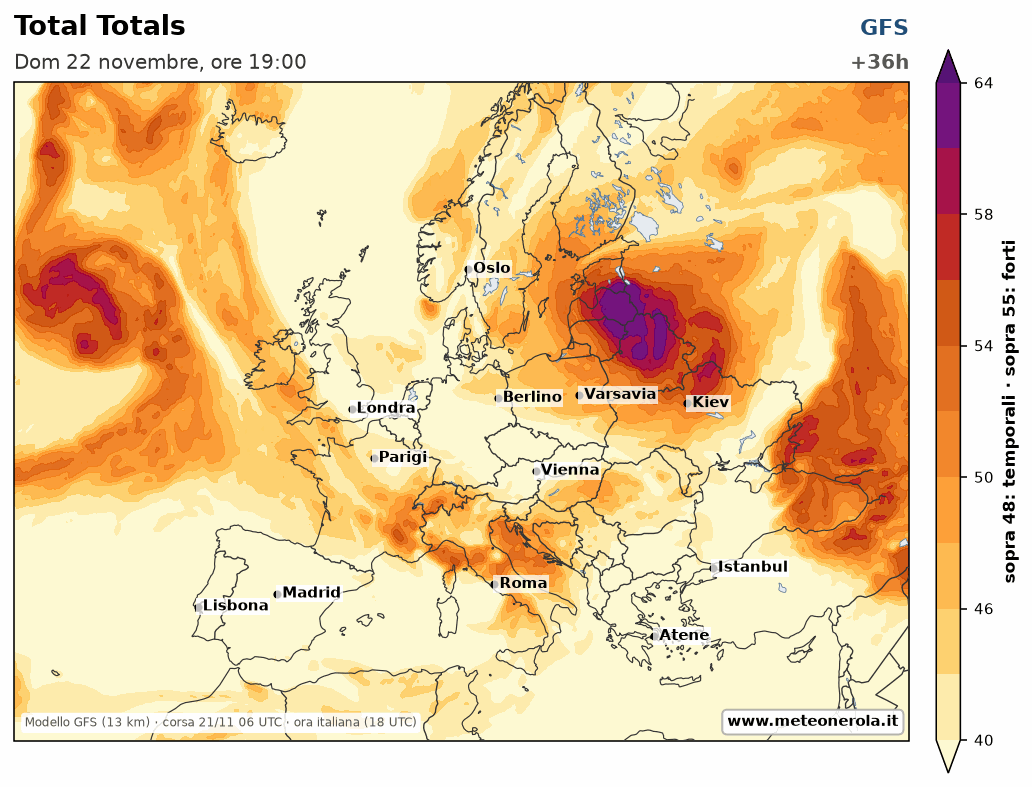 Total Totals
GFS
Dom 22 novembre, ore 19:00
+36h
64
58
54
50
46
40
sopra 48: temporali · sopra 55: forti
Oslo
Berlino
Varsavia
Londra
Kiev
Parigi
Vienna
Istanbul
Roma
Madrid
Lisbona
Atene
Modello GFS (13 km) · corsa 21/11 06 UTC · ora italiana (18 UTC)
www.meteonerola.it